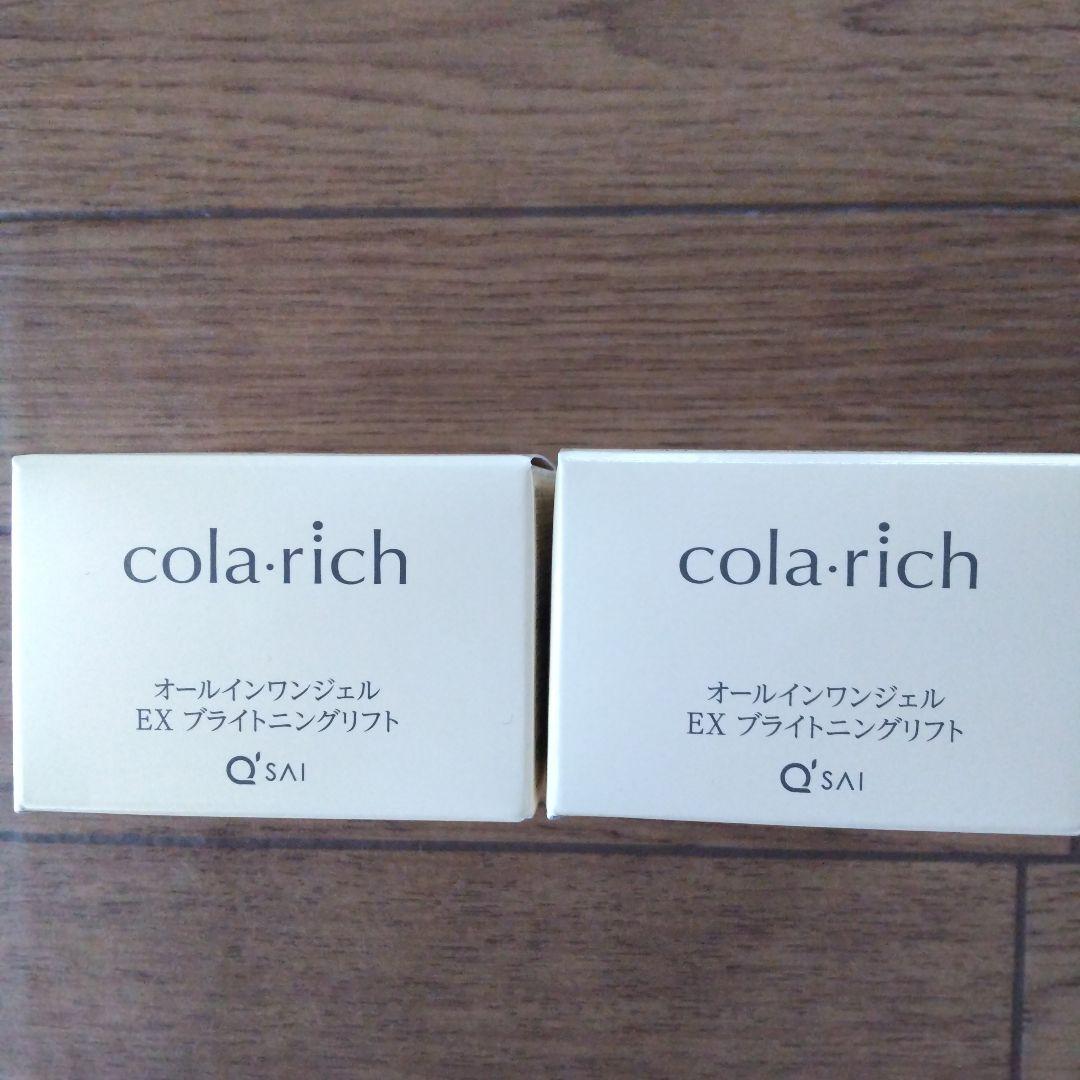 cola·rich
オールインワンジェル
EX ブライトニングリフト
Q'SAI
cola·rich
オールインワンジェル
EX ブライトニングリフト
Q'SAI